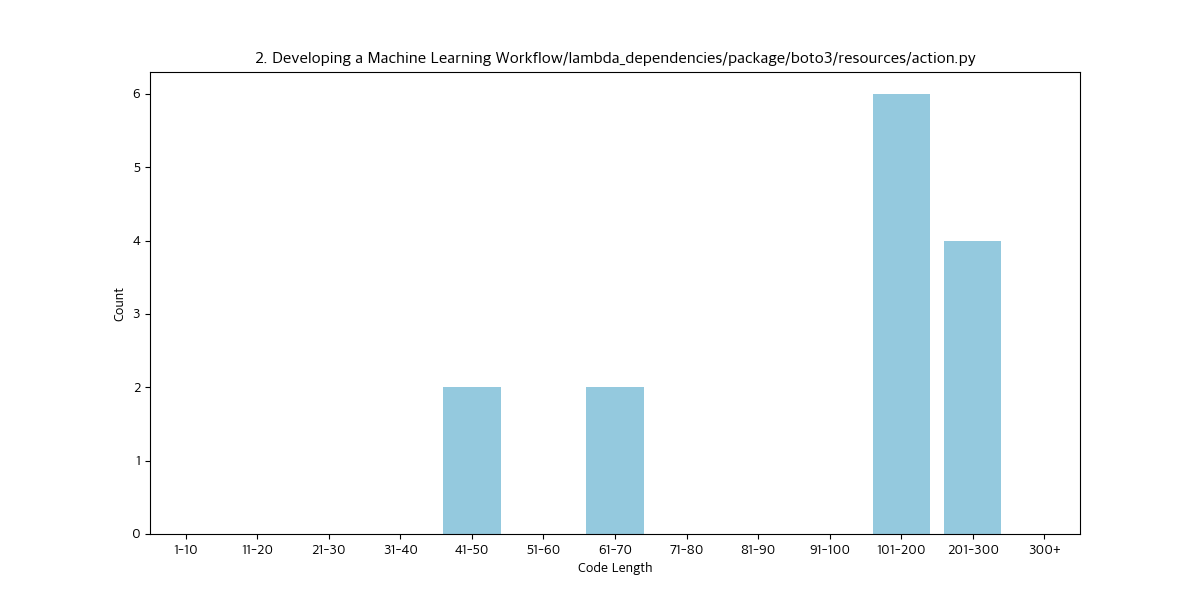 2. Developing a Machine Learning Workflow/lambda_dependencies/package/boto3/resources/action.py
6
5
4
3
2
1
0
Count
1-10 11-20 21-30 31-40 41-50 51-60 61-70 71-80 81-90 91-100 101-200 201-300 300+
Code Length